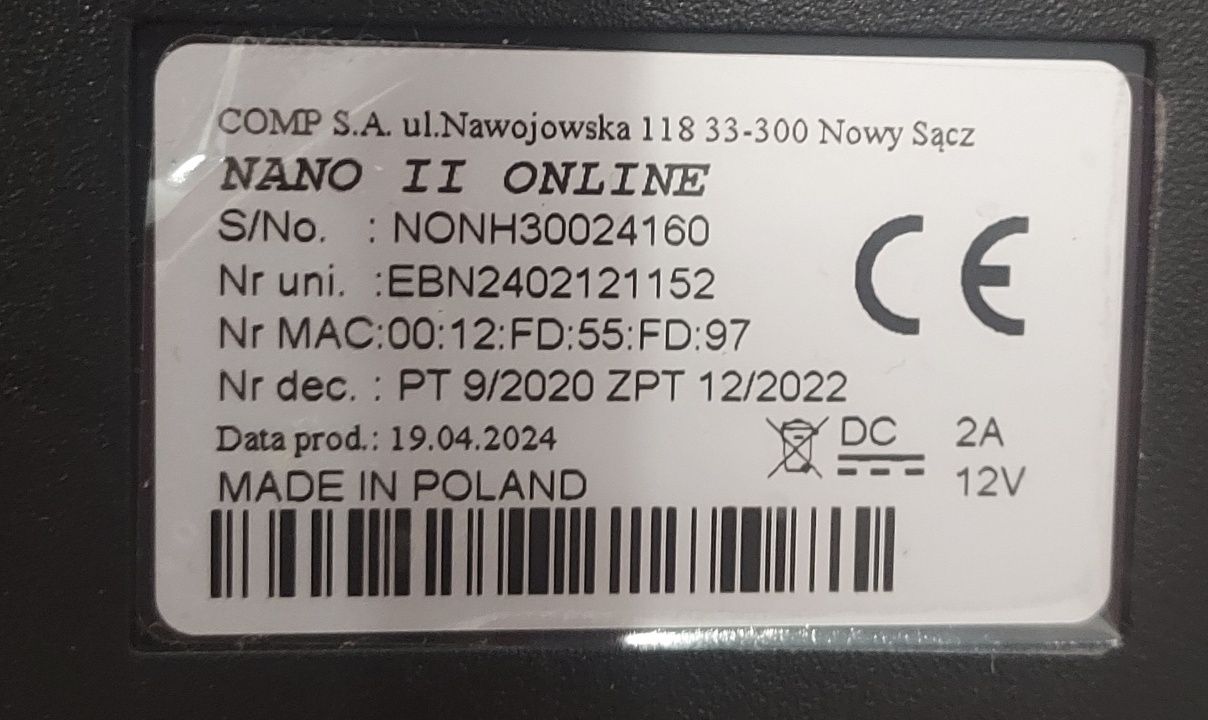 COMP S.A. ul.Nawojowska 118 33-300 Nowy Sącz
NANO II ONLINE
S/No. : NONH30024160
Nr uni. :EBN2402121152
Nr MAC:00:12:FD:55:FD:97
Nr dec. : PT 9/2020 ZPT 12/2022
Data prod.: 19.04.2024
MADE IN POLAND
CE
DC 2A
12V